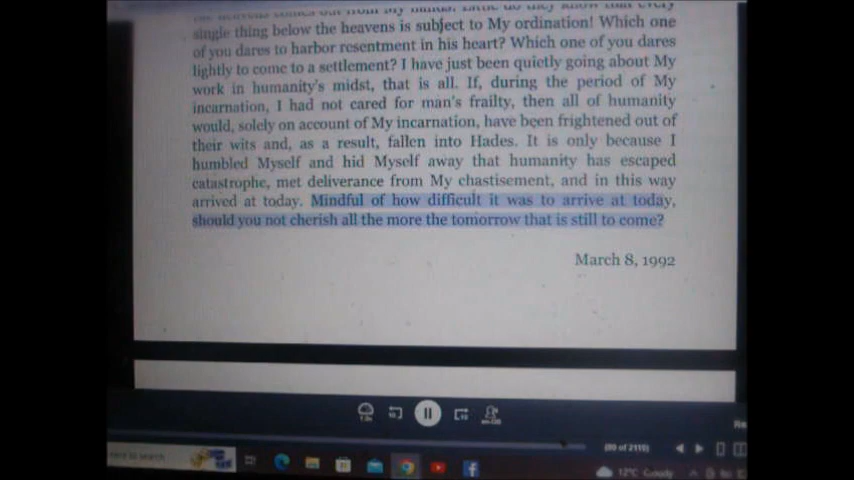 single thing below the heavens is subject to My ordination! Which one
of you dares to harbor resentment in his heart? Which one of you dares
lightly to come to a settlement? I have just been quietly going about My
work in humanity's midst, that is all. If, during the period of My
incarnation, I had not cared for man's frailty, then all of humanity
would, solely on account of My incarnation, have been frightened out of
their wits and, as a result, fallen into Hades. It is only because I
humbled Myself and hid Myself away that humanity has escaped
catastrophe, met deliverance from My chastisement, and in this way
arrived at today. Mindful of how difficult it was to arrive at today,
should you not cherish all the more the tomorrow that is still to come?
March 8, 1992
search
12°C Cloudy